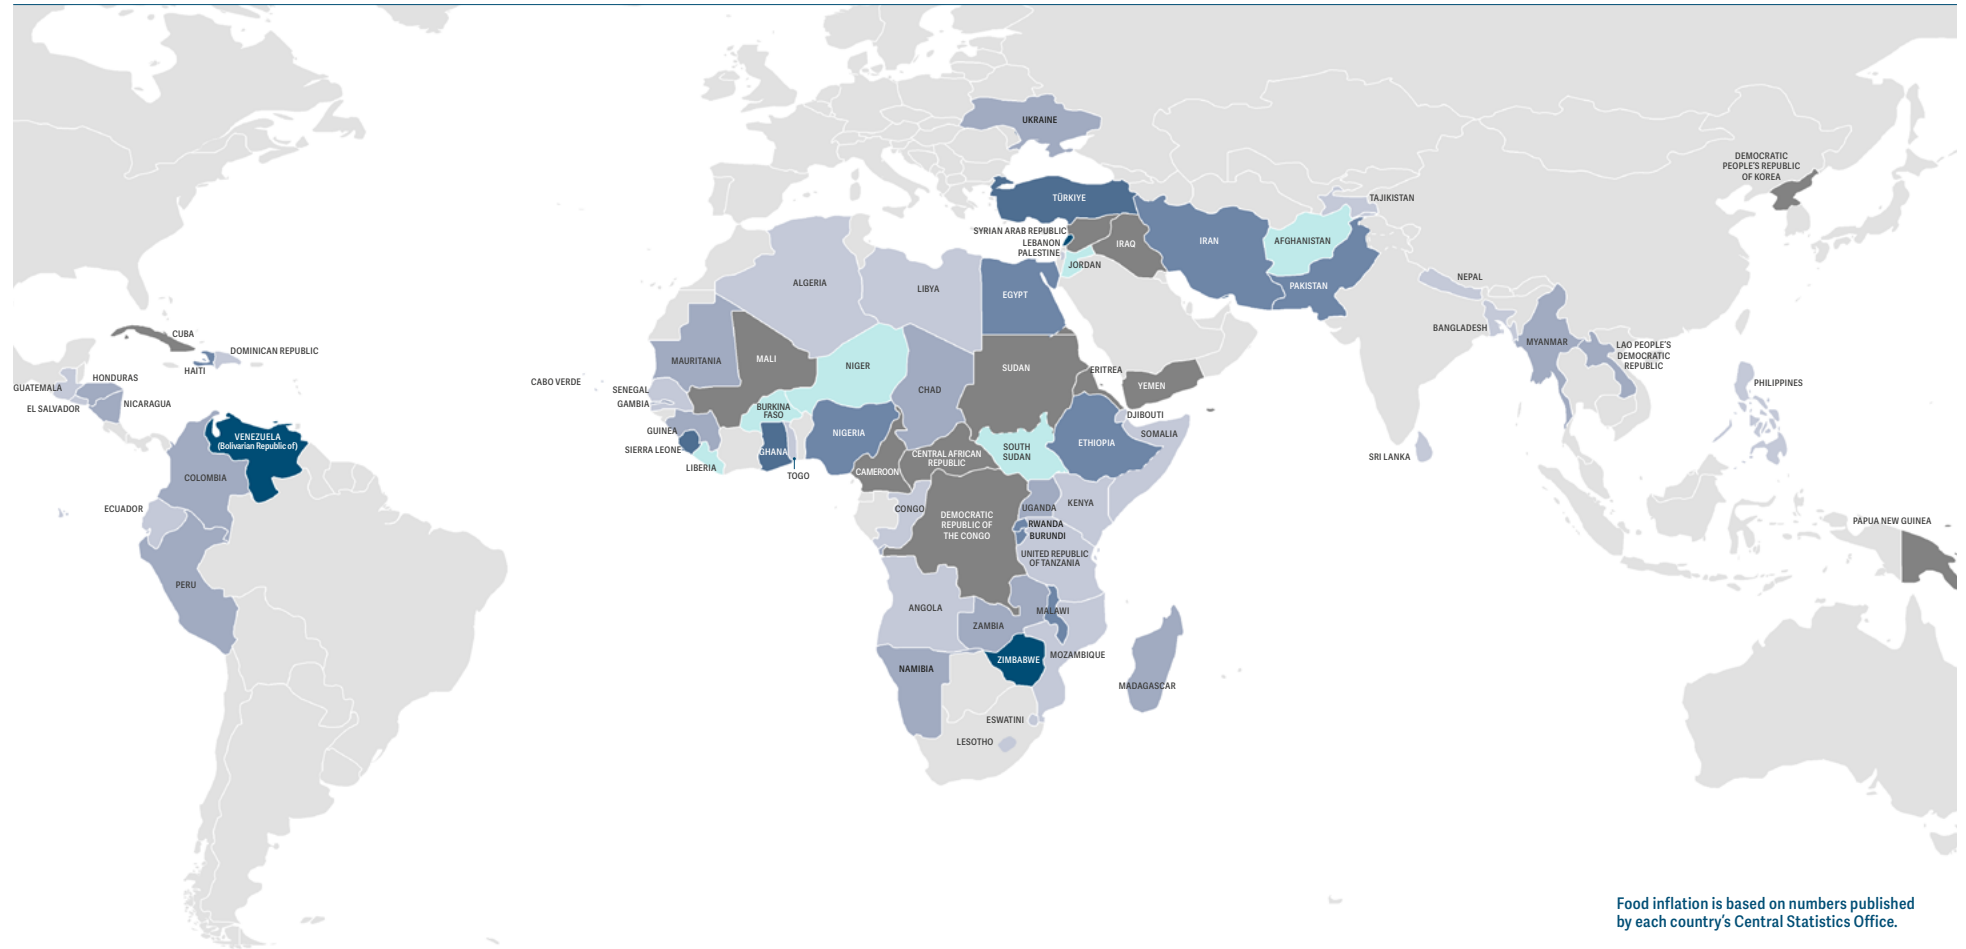 UKRAINE
DEMOCRATIC
PEOPLE'S REPUBLIC
OF KOREA
TÜRKIYE
TAJIKISTAN
SYRIAN ARAB REPUBLIC
LEBANON
PALESTINE
IRAQ
IRAN
AFGHANISTAN
JORDAN
ALGERIA
LIBYA
EGYPT
PAKISTAN
NEPAL
BANGLADESH
CUBA
DOMINICAN REPUBLIC
HAITI
MAURITANIA
MALI
NIGER
SUDAN
ERITREA
YEMEN
MYANMAR
LAO PEOPLE'S
DEMOCRATIC
REPUBLIC
HONDURAS
GUATEMALA
CABO VERDE
SENEGAL
GAMBIA
CHAD
PHILIPPINES
NICARAGUA
EL SALVADOR
BURKINA
FASO
DJIBOUTI
SOMALIA
GUINEA
NIGERIA
ETHIOPIA
VENEZUELA
(Bolivarian Republic of)
SIERRA LEONE
GHANA
CENTRAL AFRICAN
REPUBLIC
SOUTH
SUDAN
SRI LANKA
LIBERIA
TOGO
CAMEROON
COLOMBIA
ECUADOR
CONGO
DEMOCRATIC
REPUBLIC OF
THE CONGO
UGANDA
KENYA
RWANDA
BURUNDI
PAPUA NEW GUINEA
UNITED REPUBLIC
OF TANZANIA
PERU
ANGOLA
MALAWI
ZAMBIA
ZIMBABWE
MOZAMBIQUE
NAMIBIA
MADAGASCAR
ESWATINI
LESOTHO
Food inflation is based on numbers published
by each country's Central Statistics Office.